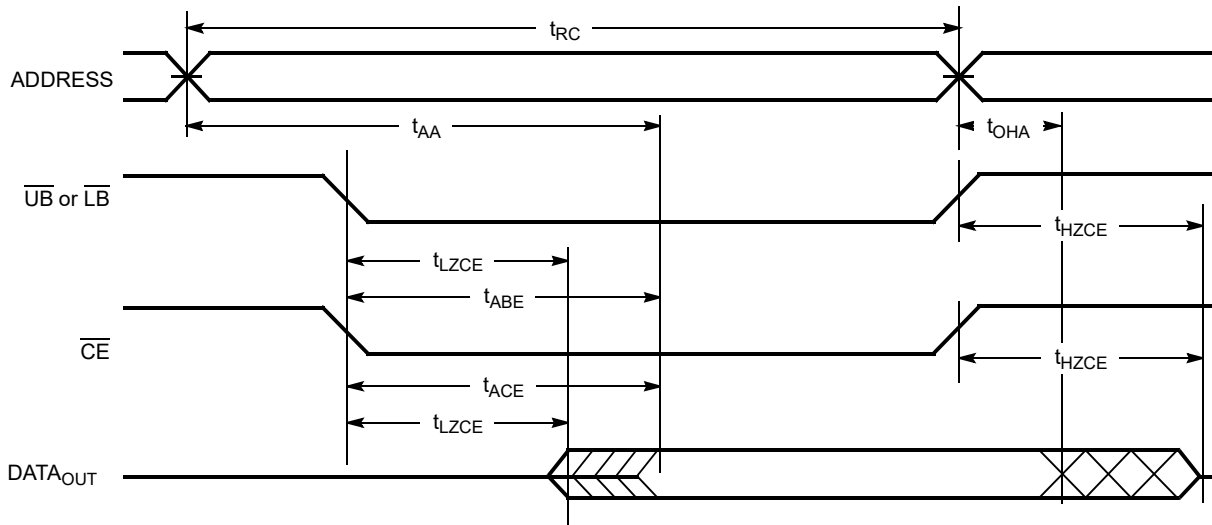 tRC
ADDRESS
tAA
tOHA
UB or LB
tHZCE
tLZCE
tABE
CE
tHZCE
tACE
tLZCE
DATAOUT